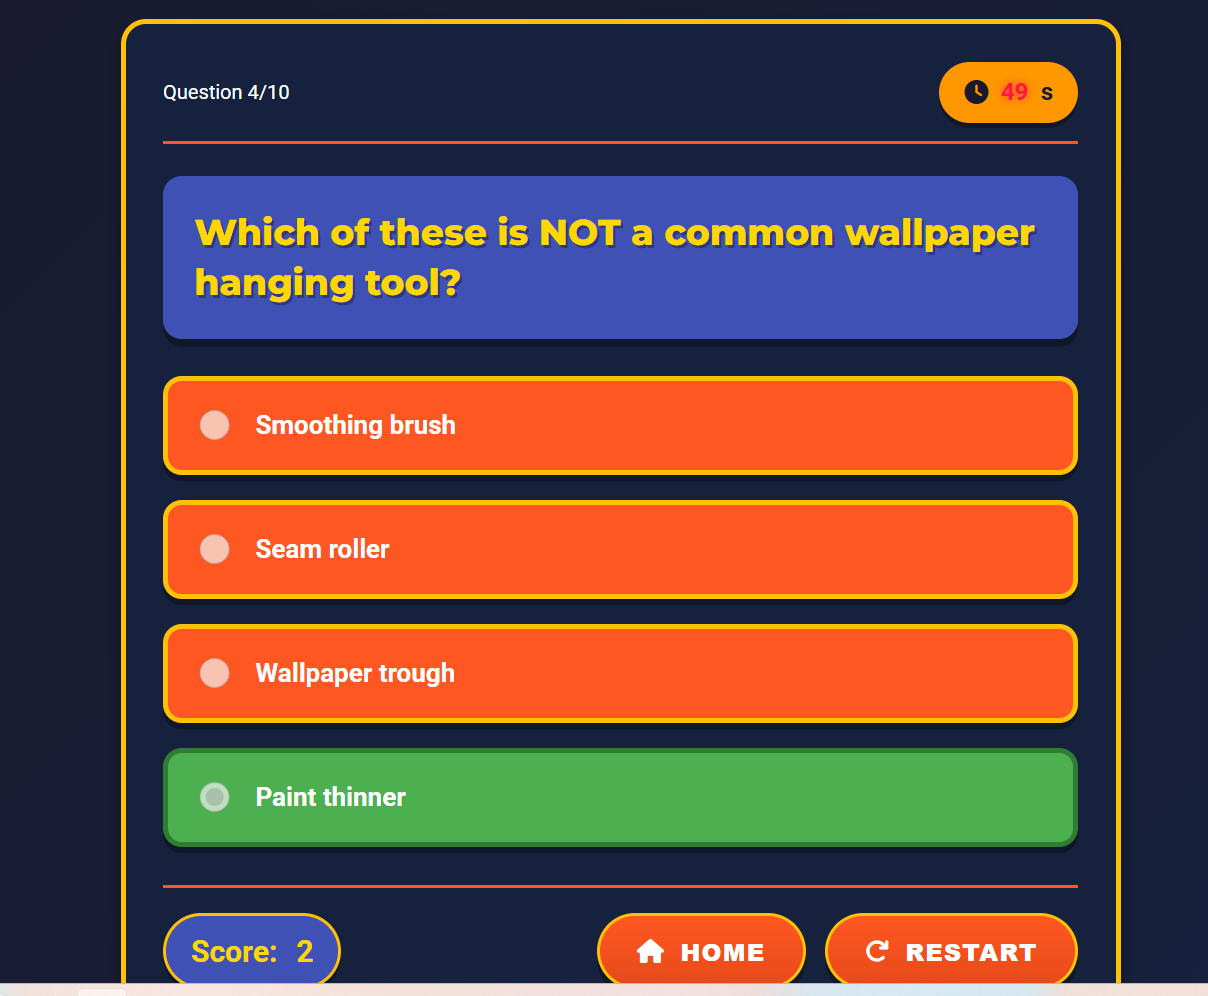 Question 4/10
49 s
Which of these is NOT a common wallpaper
hanging tool?
Smoothing brush
Seam roller
Wallpaper trough
Paint thinner
Score: 2
HOME
RESTART